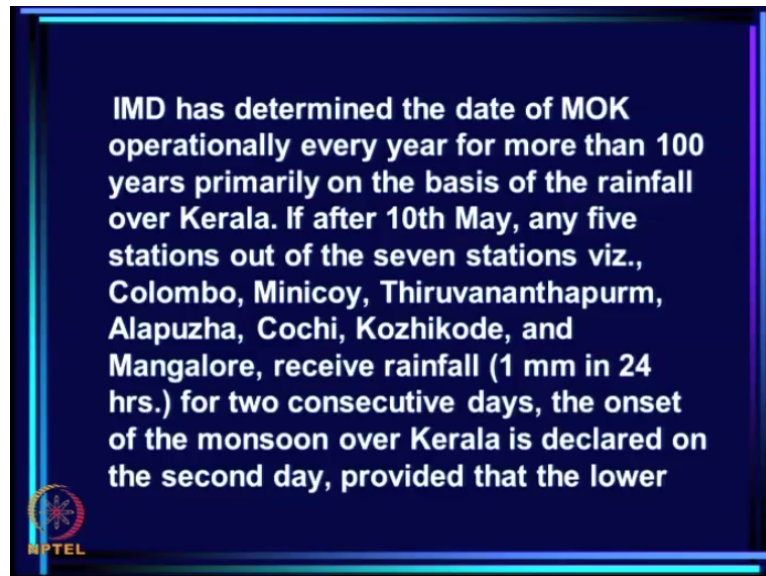 IMD has determined the date of MOK
operationally every year for more than 100
years primarily on the basis of the rainfall
over Kerala. If after 10th May, any five
stations out of the seven stations viz.,
Colombo, Minicoy, Thiruvananthapurm,
Alapuzha, Cochi, Kozhikode, and
Mangalore, receive rainfall (1 mm in 24
hrs.) for two consecutive days, the onset
of the monsoon over Kerala is declared on
the second day, provided that the lower
NPTEL